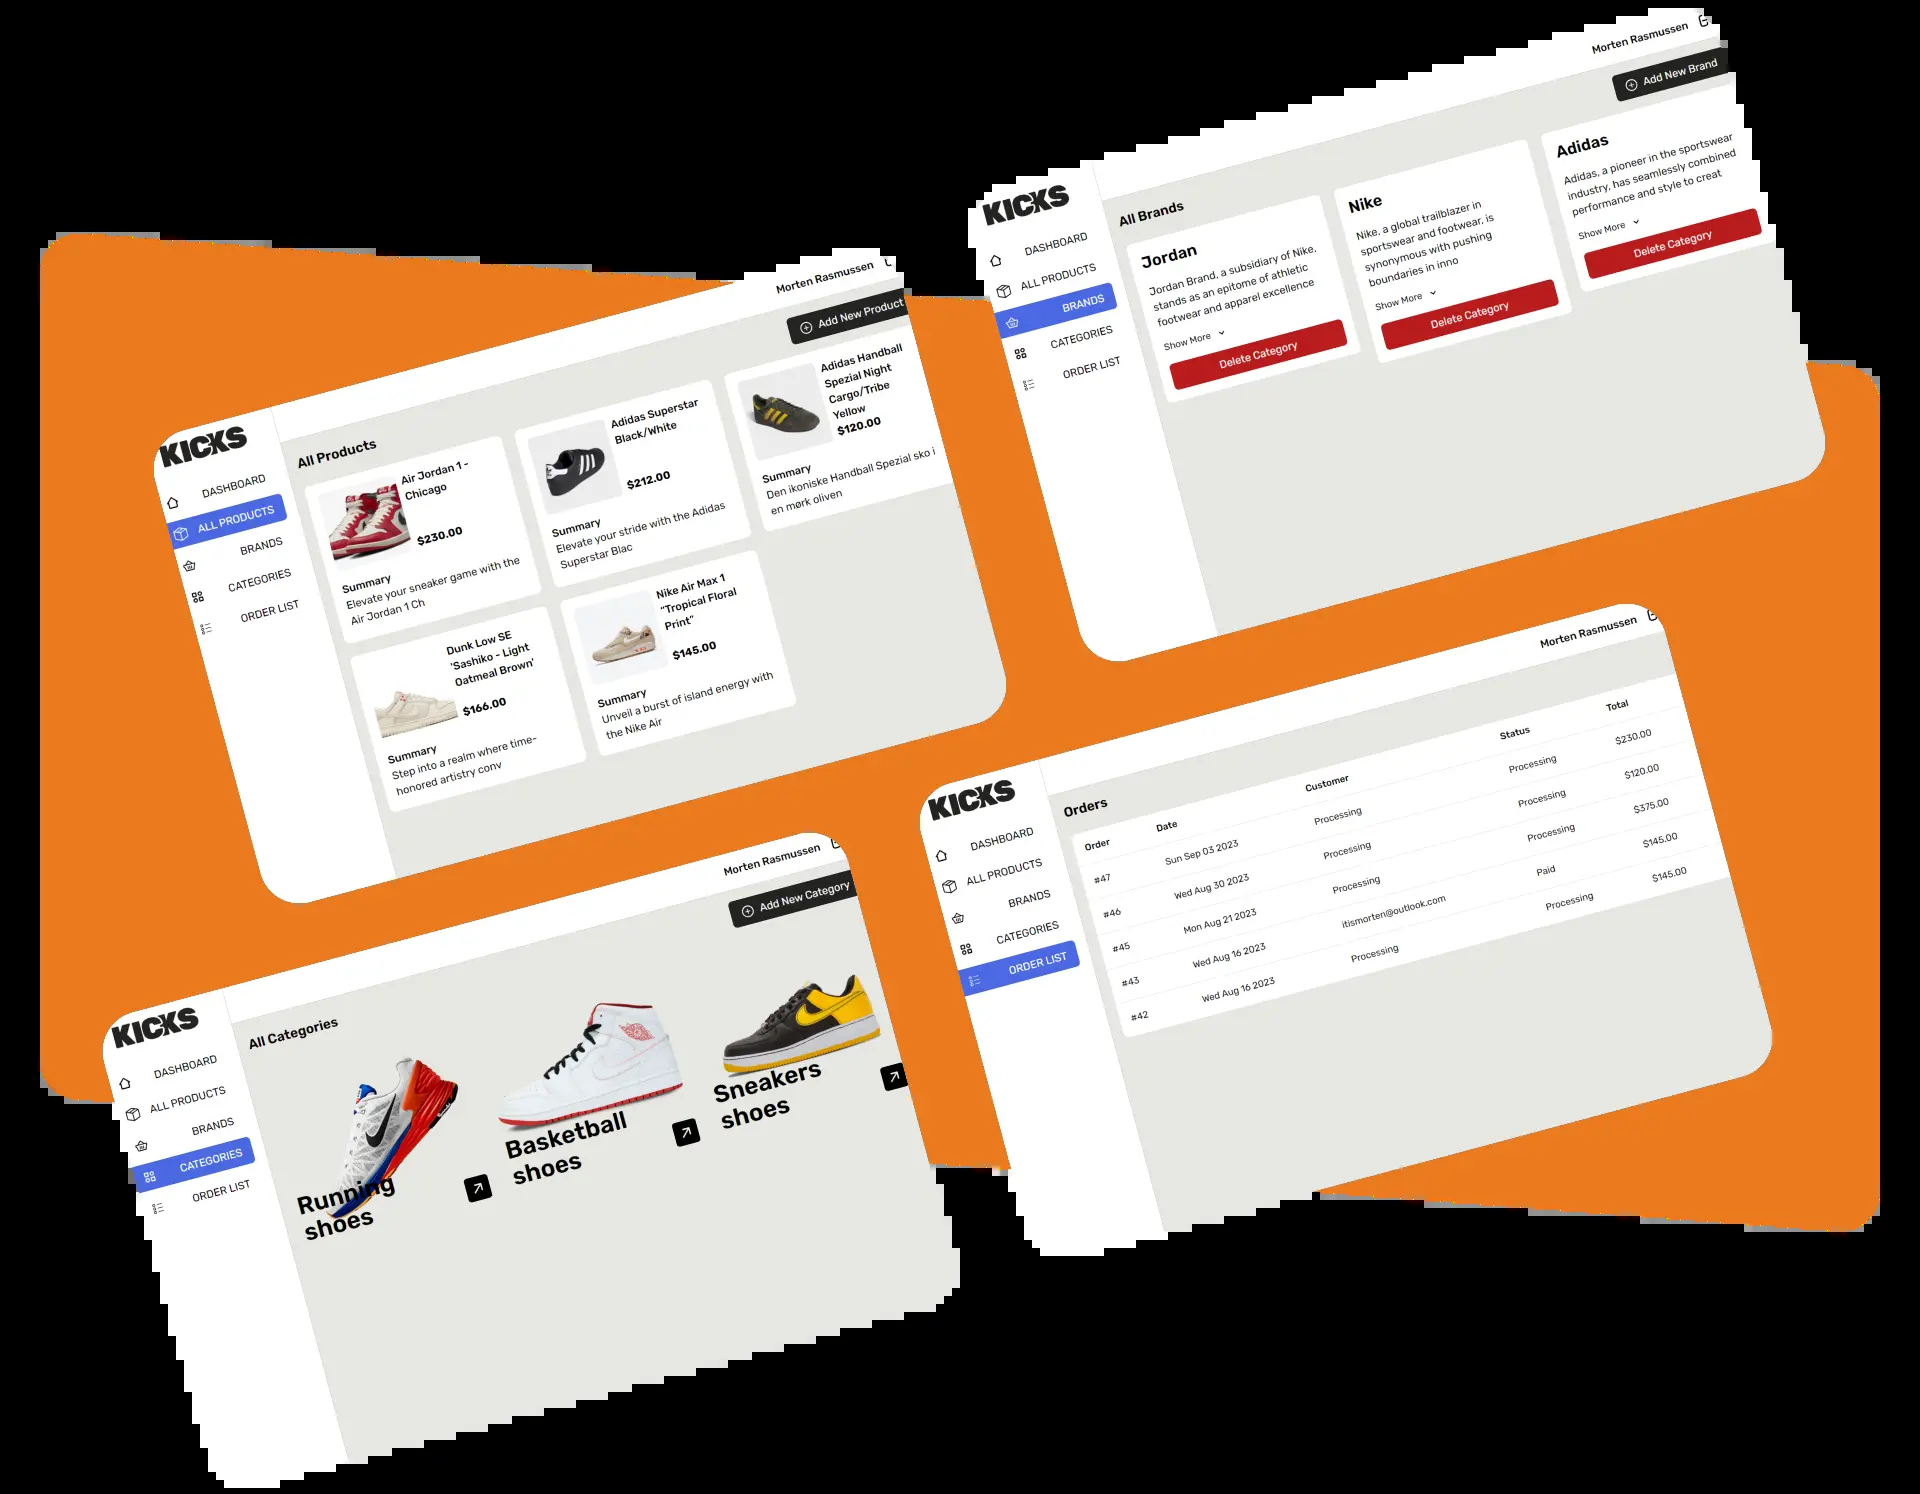 Morten Rasmussen
Add New Product
KICKS
DASHBOARD
ALL PRODUCTS
BRANDS
CATEGORIES
ORDER LIST
All Products
Air Jordan 1 -
Chicago
$230.00
Summary
Elevate your sneaker game with the
Air Jordan 1 Ch
Adidas Superstar
Black/White
$212.00
Summary
Elevate your stride with the Adidas
Superstar Blac
Adidas Handball
Spezial Night
Cargo/Tribe
Yellow
$120.00
Summary
Den ikoniske Handball Spezial sko i
en mørk oliven
Dunk Low SE
'Sashiko - Light
Oatmeal Brown'
$166.00
Summary
Step into a realm where time-
honored artistry conv
Nike Air Max 1
"Tropical Floral
Print"
$145.00
Summary
Unveil a burst of island energy with
the Nike Air
Morten Rasmussen
Add New Brand
KICKS
DASHBOARD
ALL PRODUCTS
BRANDS
CATEGORIES
ORDER LIST
All Brands
Jordan
Jordan Brand, a subsidiary of Nike,
stands as an epitome of athletic
footwear and apparel excellence
Show More
Delete Category
Nike
Nike, a global trailblazer in
sportswear and footwear, is
synonymous with pushing
boundaries in inno
Show More
Delete Category
Adidas
Adidas, a pioneer in the sportswear
industry, has seamlessly combined
performance and style to creat
Show More
Delete Category
Morten Rasmussen
Add New Category
KICKS
DASHBOARD
ALL PRODUCTS
BRANDS
CATEGORIES
ORDER LIST
All Categories
Running
shoes
Basketball
shoes
Sneakers
shoes
Morten Rasmussen
KICKS
DASHBOARD
ALL PRODUCTS
BRANDS
CATEGORIES
ORDER LIST
Orders
Order Date Customer Status Total
#47 Sun Sep 03 2023 Processing Processing $230.00
#46 Wed Aug 30 2023 Processing Processing $120.00
#45 Mon Aug 21 2023 Processing Processing $375.00
#43 Wed Aug 16 2023 itismorten@outlook.com Paid $145.00
#42 Wed Aug 16 2023 Processing Processing $145.00